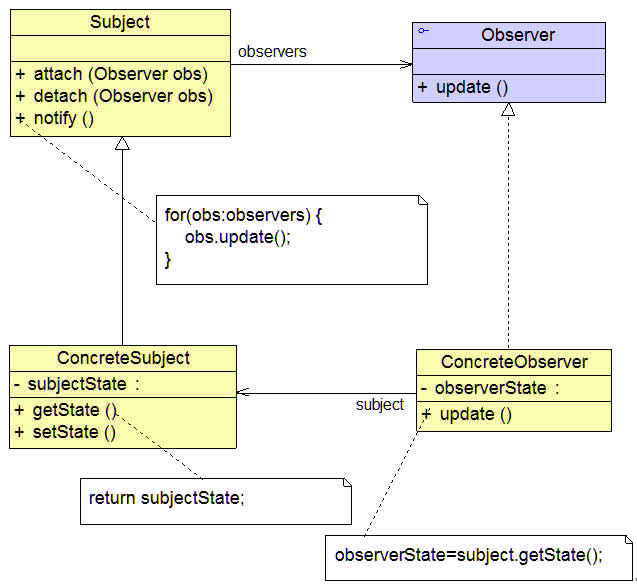 Subject
+ attach (Observer obs)
+ detach (Observer obs)
+ notify ()
observers
Observer
+ update ()
for(obs:observers) {
obs.update();
}
ConcreteSubject
- subjectState :
+ getState ()
+ setState ()
subject
ConcreteObserver
- observerState :
+ update ()
return subjectState;
observerState=subject.getState();